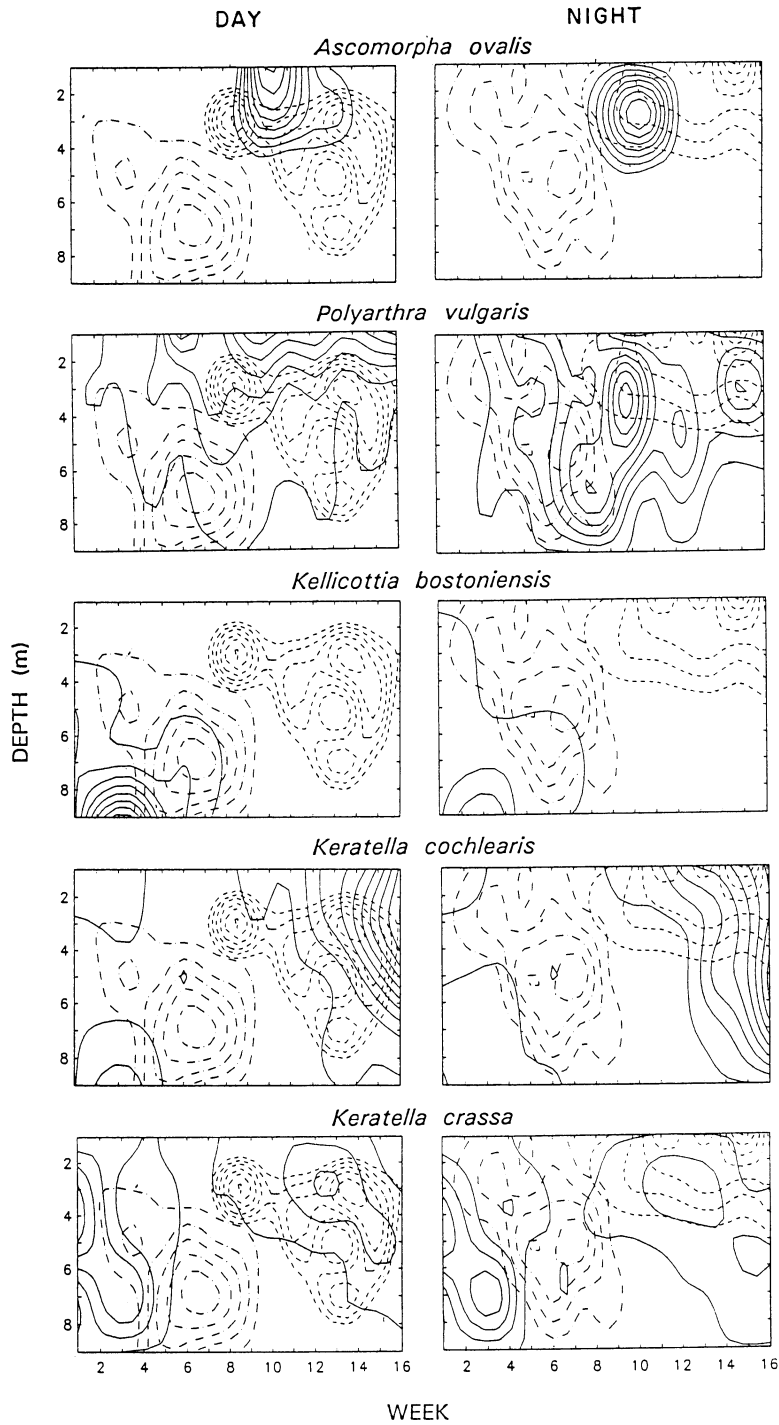 DAY NIGHT
Ascomorpha ovalis
2
4
6
8
Polyarthra vulgaris
2
4
6
8
Kellicottia bostoniensis
2
4
6
8
DEPTH (m)
Keratella cochlearis
2
4
6
8
Keratella crassa
2
4
6
8
2 4 6 8 10 12 14 16 2 4 6 8 10 12 14 16
WEEK